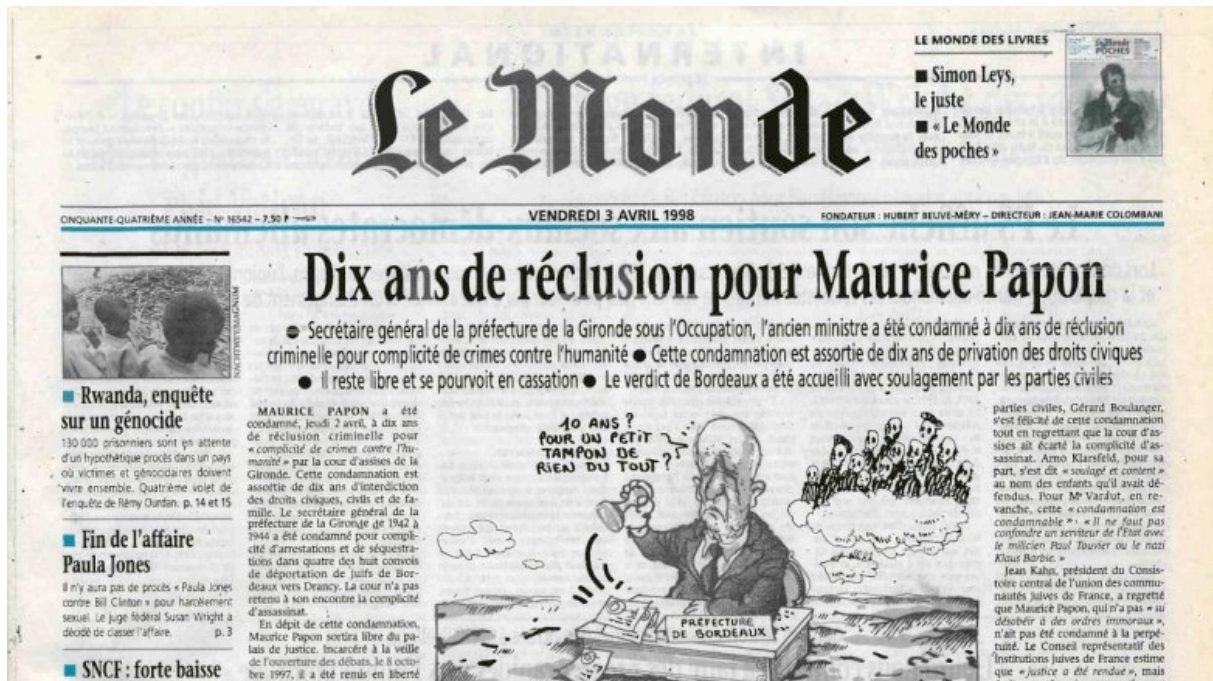 LE MONDE DES LIVRES
■ Simon Leys,
le juste
■ « Le Monde
des poches »
Le Monde
CINQUANTE-QUATRIÈME ANNÉE – Nº 16542 – 7,50 F
VENDREDI 3 AVRIL 1998
FONDATEUR : HUBERT BEUVE-MÉRY – DIRECTEUR : JEAN-MARIE COLOMBANI
Dix ans de réclusion pour Maurice Papon
● Secrétaire général de la préfecture de la Gironde sous l'Occupation, l'ancien ministre a été condamné à dix ans de réclusion
criminelle pour complicité de crimes contre l'humanité ● Cette condamnation est assortie de dix ans de privation des droits civiques
● Il reste libre et se pourvoit en cassation ● Le verdict de Bordeaux a été accueilli avec soulagement par les parties civiles
NACHTWEY/MAGNUM
■ Rwanda, enquête
sur un génocide
130 000 prisonniers sont en attente
d'un hypothétique procès dans un pays
où victimes et génocidaires doivent
vivre ensemble. Quatrième volet de
l'enquête de Rémy Ourdan. p. 14 et 15
■ Fin de l'affaire
Paula Jones
Il n'y aura pas de procès « Paula Jones
contre Bill Clinton » pour harcèlement
sexuel. Le juge fédéral Susan Wright a
décidé de classer l'affaire. p. 3
■ SNCF : forte baisse
MAURICE PAPON a été
condamné, jeudi 2 avril, à dix ans
de réclusion criminelle pour
« complicité de crimes contre l'hu-
manité » par la cour d'assises de la
Gironde. Cette condamnation est
assortie de dix ans d'interdiction
des droits civiques, civils et de fa-
mille. Le secrétaire général de la
préfecture de la Gironde de 1942 à
1944 a été condamné pour compli-
cité d'arrestations et de séquestra-
tions dans quatre des huit convois
de déportation de juifs de Bor-
deaux vers Drancy. La cour n'a pas
retenu à son encontre la complicité
d'assassinat.
En dépit de cette condamnation,
Maurice Papon sortira libre du pa-
lais de justice. Incarcéré à la veille
de l'ouverture des débats, le 8 octo-
bre 1997, il a été remis en liberté
10 ANS ?
POUR UN PETIT
TAMPON DE
RIEN DU TOUT ?
PRÉFECTURE
DE BORDEAUX
parties civiles, Gérard Boulanger,
s'est félicité de cette condamnation
tout en regrettant que la cour d'as-
sises ait écarté la complicité d'as-
sassinat. Arno Klarsfeld, pour sa
part, s'est dit « soulagé et content »
au nom des enfants qu'il avait dé-
fendus. Pour Mᵉ Varaut, en re-
vanche, cette « condamnation est
condamnable » : « Il ne faut pas
confondre un serviteur de l'Etat avec
le milicien Paul Touvier ou le nazi
Klaus Barbie. »
Jean Kahn, président du Consis-
toire central de l'union des commu-
nautés juives de France, a regretté
que Maurice Papon, qui n'a pas « su
désobéir à des ordres immoraux »,
n'ait pas été condamné à la perpé-
tuité. Le Conseil représentatif des
institutions juives de France estime
que « justice a été rendue », mais